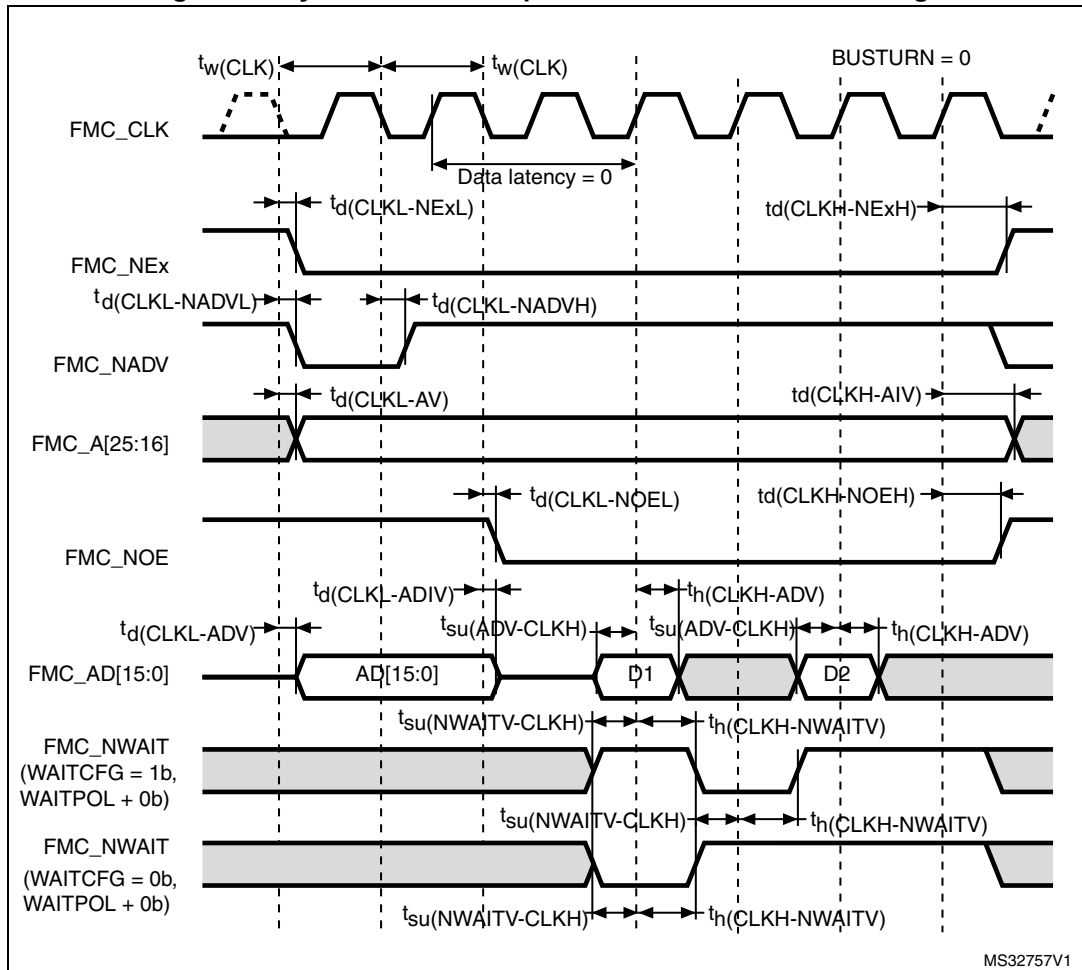 BUSTURN = 0
tw(CLK)
tw(CLK)
FMC_CLK
Data latency = 0
td(CLKL-NExL)
td(CLKH-NExH)
FMC_NEx
td(CLKL-NADVL)
td(CLKL-NADVH)
FMC_NADV
td(CLKL-AV)
td(CLKH-AIV)
FMC_A[25:16]
td(CLKL-NOEL)
td(CLKH-NOEH)
FMC_NOE
td(CLKL-ADIV)
th(CLKH-ADV)
td(CLKL-ADV)
tsu(ADV-CLKH)
tsu(ADV-CLKH)
th(CLKH-ADV)
FMC_AD[15:0]
AD[15:0]
D1
D2
tsu(NWAITV-CLKH)
th(CLKH-NWAITV)
FMC_NWAIT
(WAITCFG = 1b,
WAITPOL + 0b)
tsu(NWAITV-CLKH)
th(CLKH-NWAITV)
FMC_NWAIT
(WAITCFG = 0b,
WAITPOL + 0b)
tsu(NWAITV-CLKH)
th(CLKH-NWAITV)
MS32757V1